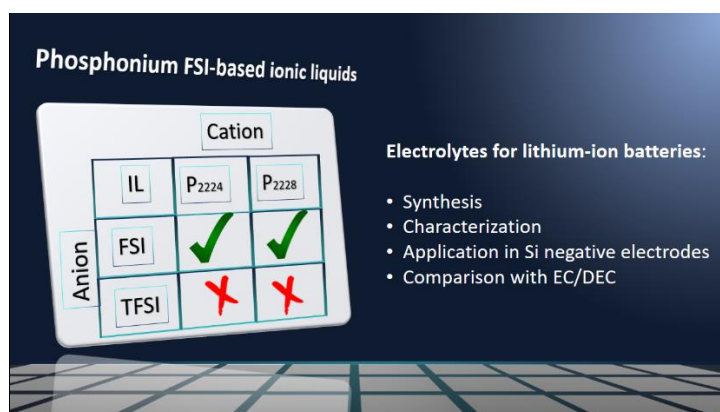 Phosphonium FSI-based ionic liquids
Cation
IL P₂₂₂₄ P₂₂₂₈
Anion
FSI
TFSI
Electrolytes for lithium-ion batteries:
• Synthesis
• Characterization
• Application in Si negative electrodes
• Comparison with EC/DEC